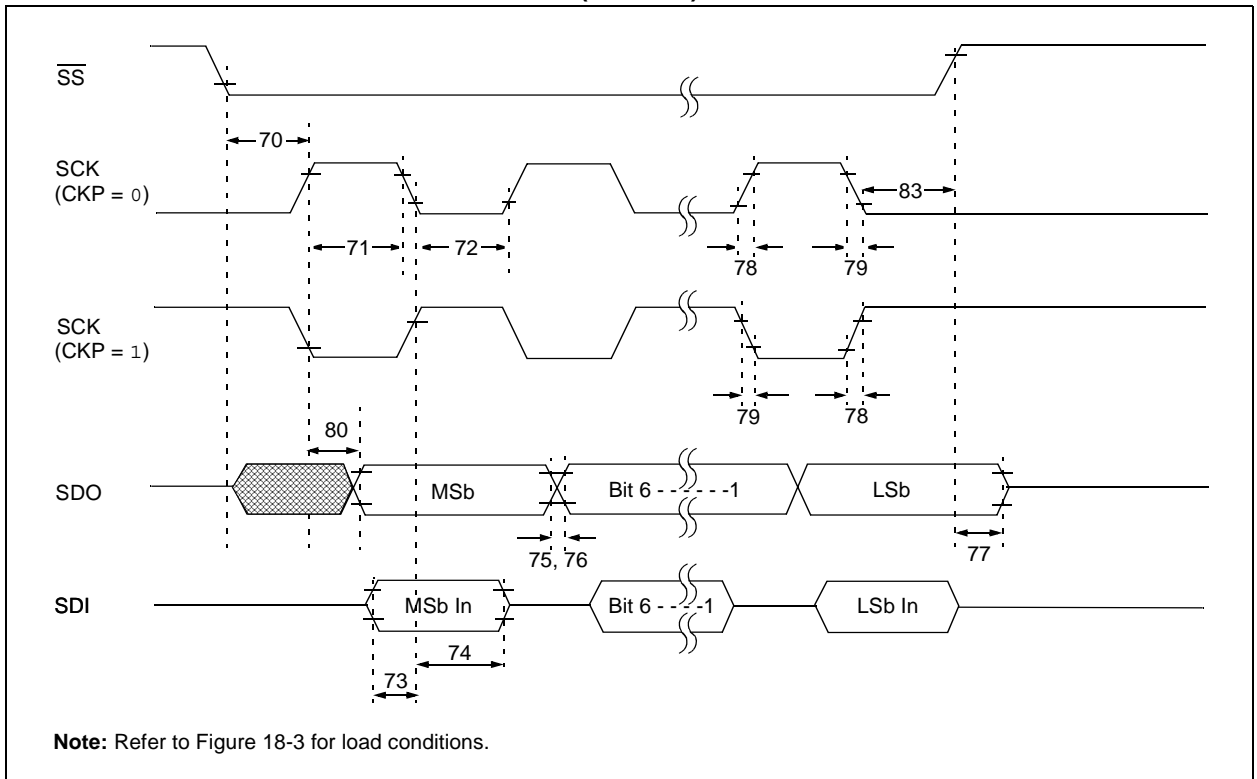 SS
70
SCK
(CKP = 0)
83
71
72
78
79
SCK
(CKP = 1)
79
78
80
SDO
MSb
Bit 6 - - - - - -1
LSb
75, 76
77
SDI
MSb In
Bit 6 - - - -1
LSb In
74
73
Note: Refer to Figure 18-3 for load conditions.